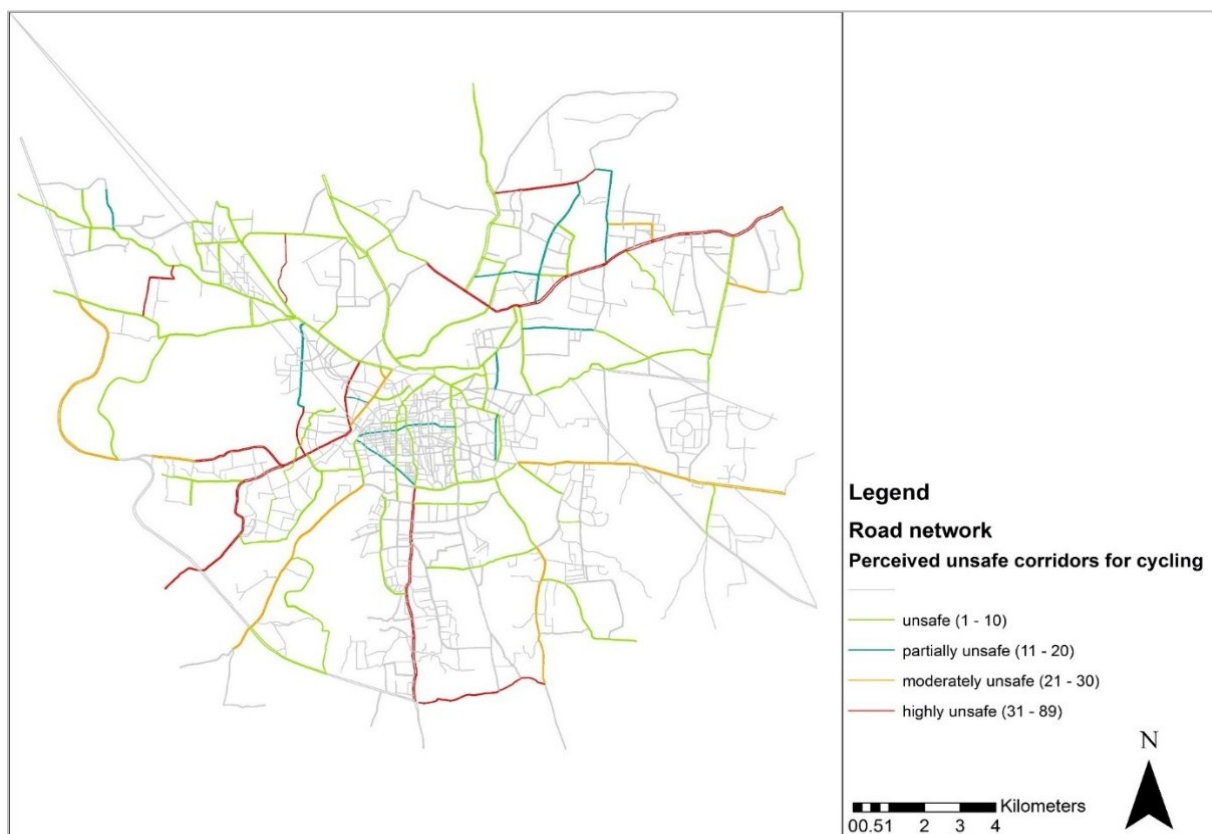 Legend
Road network
Perceived unsafe corridors for cycling
unsafe (1 - 10)
partially unsafe (11 - 20)
moderately unsafe (21 - 30)
highly unsafe (31 - 89)
N
Kilometers
00.51 2 3 4